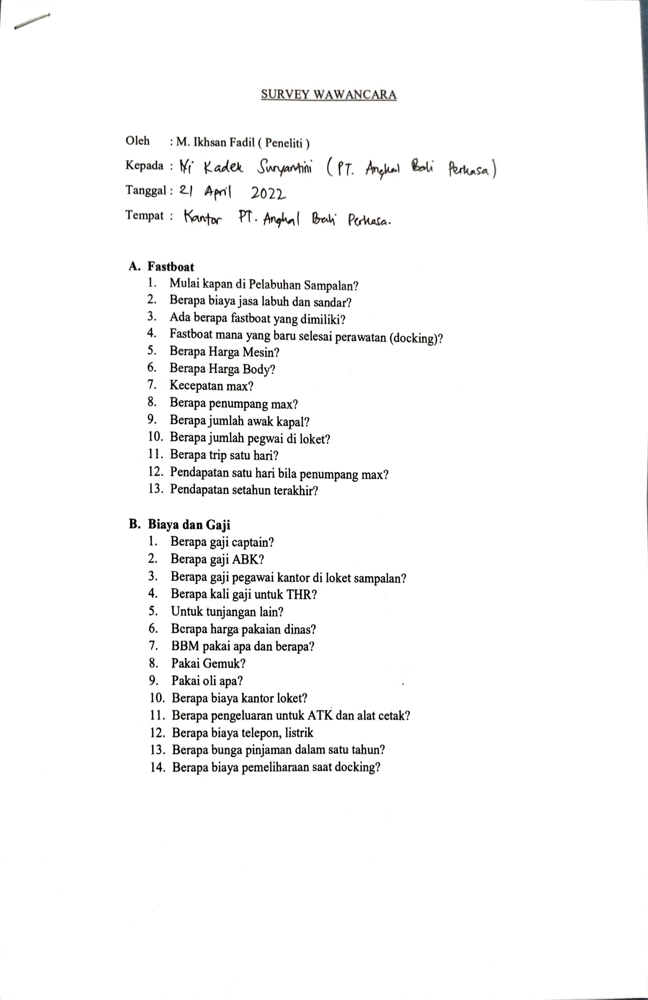 SURVEY WAWANCARA
Oleh : M. Ikhsan Fadil ( Peneliti )
Kepada : Ni Kadek Suryantini (PT. Angkal Bali Perkasa)
Tanggal : 21 April 2022
Tempat : Kantor PT. Angkal Bali Perkasa.
A. Fastboat
1. Mulai kapan di Pelabuhan Sampalan?
2. Berapa biaya jasa labuh dan sandar?
3. Ada berapa fastboat yang dimiliki?
4. Fastboat mana yang baru selesai perawatan (docking)?
5. Berapa Harga Mesin?
6. Berapa Harga Body?
7. Kecepatan max?
8. Berapa penumpang max?
9. Berapa jumlah awak kapal?
10. Berapa jumlah pegwai di loket?
11. Berapa trip satu hari?
12. Pendapatan satu hari bila penumpang max?
13. Pendapatan setahun terakhir?
B. Biaya dan Gaji
1. Berapa gaji captain?
2. Berapa gaji ABK?
3. Berapa gaji pegawai kantor di loket sampalan?
4. Berapa kali gaji untuk THR?
5. Untuk tunjangan lain?
6. Berapa harga pakaian dinas?
7. BBM pakai apa dan berapa?
8. Pakai Gemuk?
9. Pakai oli apa?
10. Berapa biaya kantor loket?
11. Berapa pengeluaran untuk ATK dan alat cetak?
12. Berapa biaya telepon, listrik
13. Berapa bunga pinjaman dalam satu tahun?
14. Berapa biaya pemeliharaan saat docking?